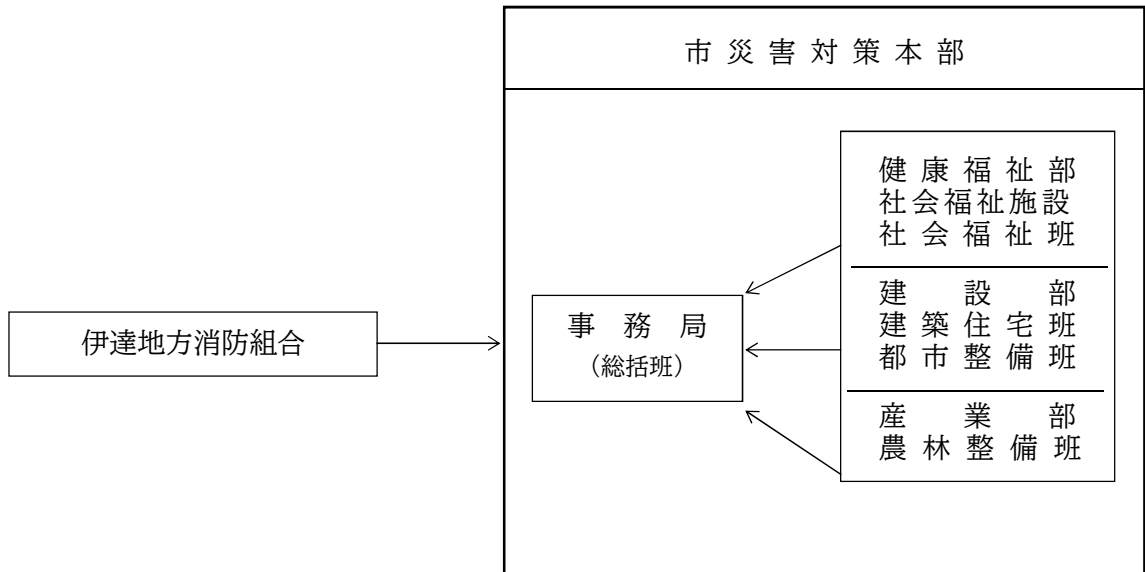 市災害対策本部
健康福祉部
社会福祉施設
社会福祉班
建設部
建築住宅班
都市整備班
産業部
農林整備班
事務局
（総括班）
伊達地方消防組合